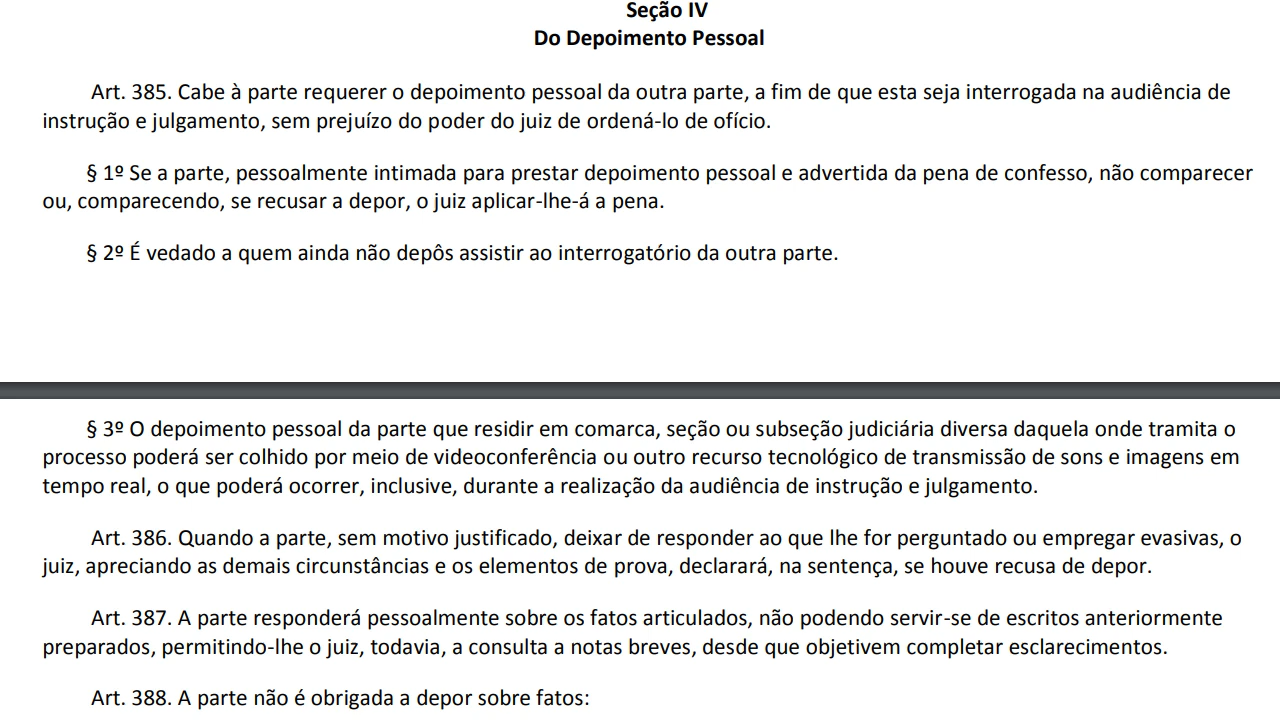 Seção IV
Do Depoimento Pessoal
Art. 385. Cabe à parte requerer o depoimento pessoal da outra parte, a fim de que esta seja interrogada na audiência de
instrução e julgamento, sem prejuízo do poder do juiz de ordená-lo de ofício.
§ 1º Se a parte, pessoalmente intimada para prestar depoimento pessoal e advertida da pena de confesso, não comparecer
ou, comparecendo, se recusar a depor, o juiz aplicar-lhe-á a pena.
§ 2º É vedado a quem ainda não depôs assistir ao interrogatório da outra parte.
§ 3º O depoimento pessoal da parte que residir em comarca, seção ou subseção judiciária diversa daquela onde tramita o
processo poderá ser colhido por meio de videoconferência ou outro recurso tecnológico de transmissão de sons e imagens em
tempo real, o que poderá ocorrer, inclusive, durante a realização da audiência de instrução e julgamento.
Art. 386. Quando a parte, sem motivo justificado, deixar de responder ao que lhe for perguntado ou empregar evasivas, o
juiz, apreciando as demais circunstâncias e os elementos de prova, declarará, na sentença, se houve recusa de depor.
Art. 387. A parte responderá pessoalmente sobre os fatos articulados, não podendo servir-se de escritos anteriormente
preparados, permitindo-lhe o juiz, todavia, a consulta a notas breves, desde que objetivem completar esclarecimentos.
Art. 388. A parte não é obrigada a depor sobre fatos: